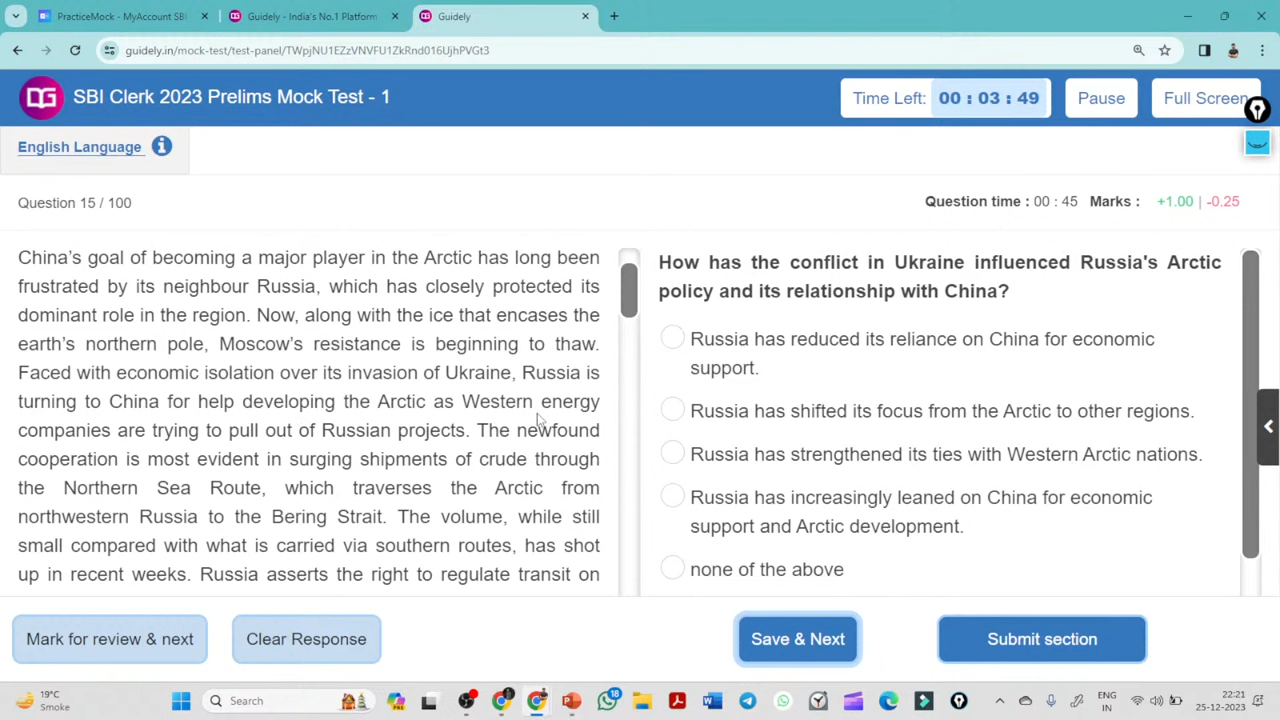 PracticeMock - MyAccount SBI
Guidely - India's No.1 Platform
Guidely
guidely.in/mock-test/test-panel/TWpjNU1EZzVNVFU1ZkRnd016UjhPVGt3
DG
SBI Clerk 2023 Prelims Mock Test - 1
Time Left: 00 : 03 : 49
Pause
Full Screen
English Language
Question 15 / 100
Question time : 00 : 45 Marks : +1.00 | -0.25
China’s goal of becoming a major player in the Arctic has long been
frustrated by its neighbour Russia, which has closely protected its
dominant role in the region. Now, along with the ice that encases the
earth’s northern pole, Moscow’s resistance is beginning to thaw.
Faced with economic isolation over its invasion of Ukraine, Russia is
turning to China for help developing the Arctic as Western energy
companies are trying to pull out of Russian projects. The newfound
cooperation is most evident in surging shipments of crude through
the Northern Sea Route, which traverses the Arctic from
northwestern Russia to the Bering Strait. The volume, while still
small compared with what is carried via southern routes, has shot
up in recent weeks. Russia asserts the right to regulate transit on
How has the conflict in Ukraine influenced Russia's Arctic
policy and its relationship with China?
Russia has reduced its reliance on China for economic
support.
Russia has shifted its focus from the Arctic to other regions.
Russia has strengthened its ties with Western Arctic nations.
Russia has increasingly leaned on China for economic
support and Arctic development.
none of the above
Mark for review & next
Clear Response
Save & Next
Submit section
19°C
Smoke
Search
18
ENG
IN
22:21
25-12-2023